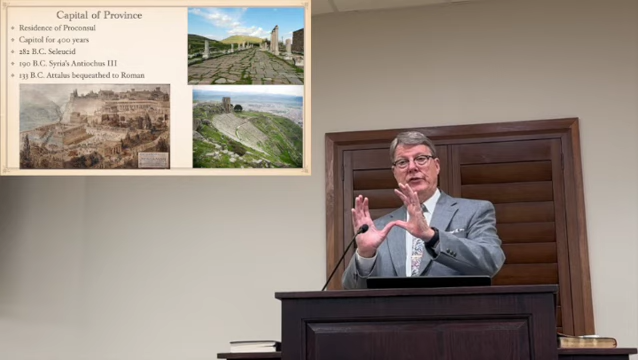 Capital of Province
Residence of Proconsul
Capitol for 400 years
282 B.C. Seleucid
190 B.C. Syria's Antiochus III
133 B.C. Attalus bequeathed to Roman